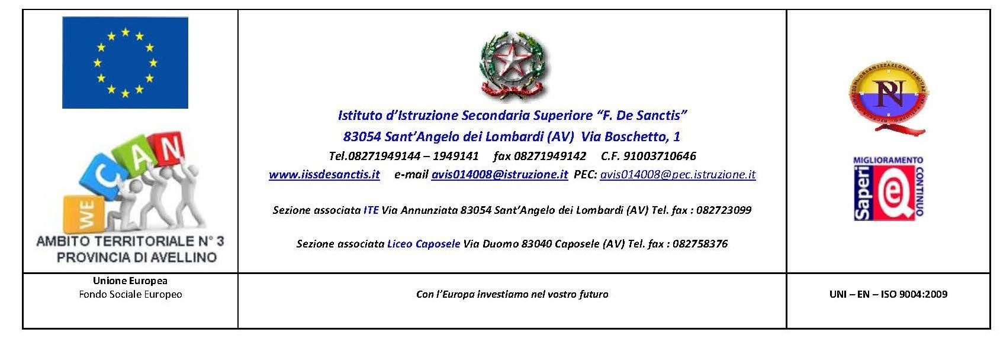 WE CAN
AMBITO TERRITORIALE N° 3
PROVINCIA DI AVELLINO
Istituto d'Istruzione Secondaria Superiore “F. De Sanctis”
83054 Sant'Angelo dei Lombardi (AV) Via Boschetto, 1
Tel.08271949144 – 1949141 fax 08271949142 C.F. 91003710646
www.iissdesanctis.it e-mail avis014008@istruzione.it PEC: avis014008@pec.istruzione.it
Sezione associata ITE Via Annunziata 83054 Sant'Angelo dei Lombardi (AV) Tel. fax : 082723099
Sezione associata Liceo Caposele Via Duomo 83040 Caposele (AV) Tel. fax : 082758376
MIGLIORAMENTO
CONTINUO
Saperi
Unione Europea
Fondo Sociale Europeo
Con l'Europa investiamo nel vostro futuro
UNI – EN – ISO 9004:2009